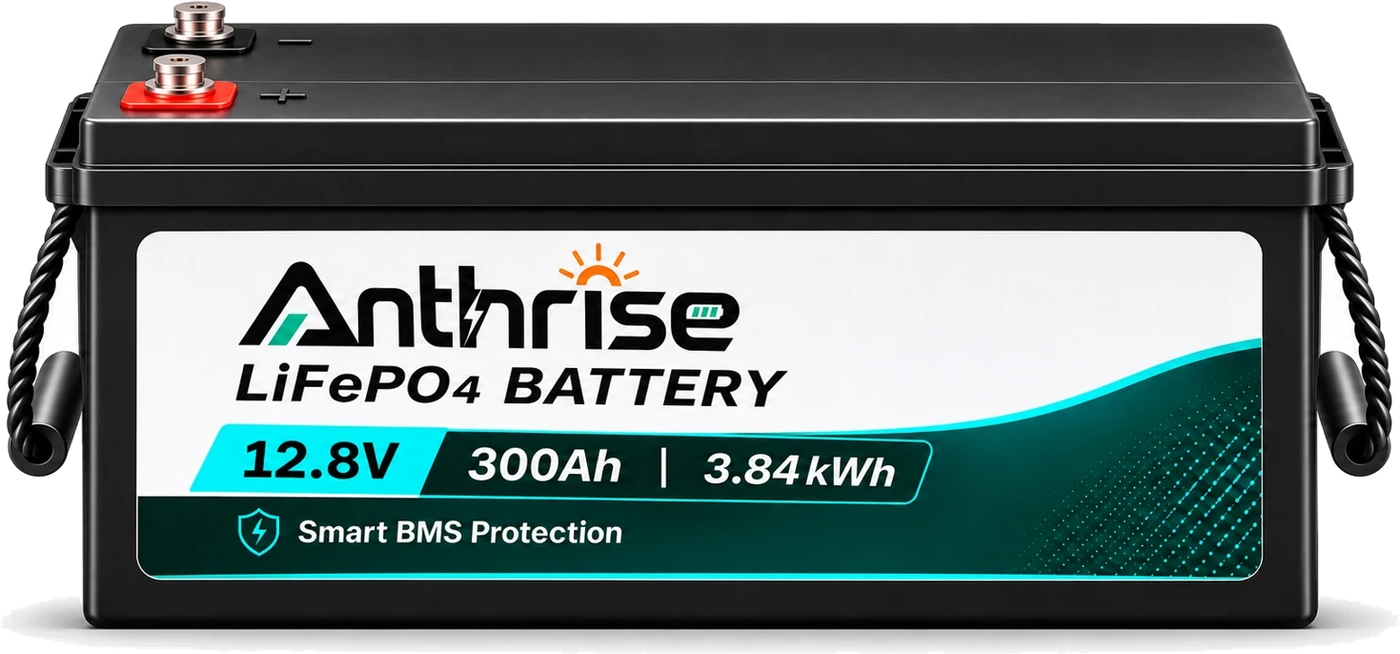 −
+
Anthrise
LiFePO4 BATTERY
12.8V 300Ah | 3.84kWh
Smart BMS Protection